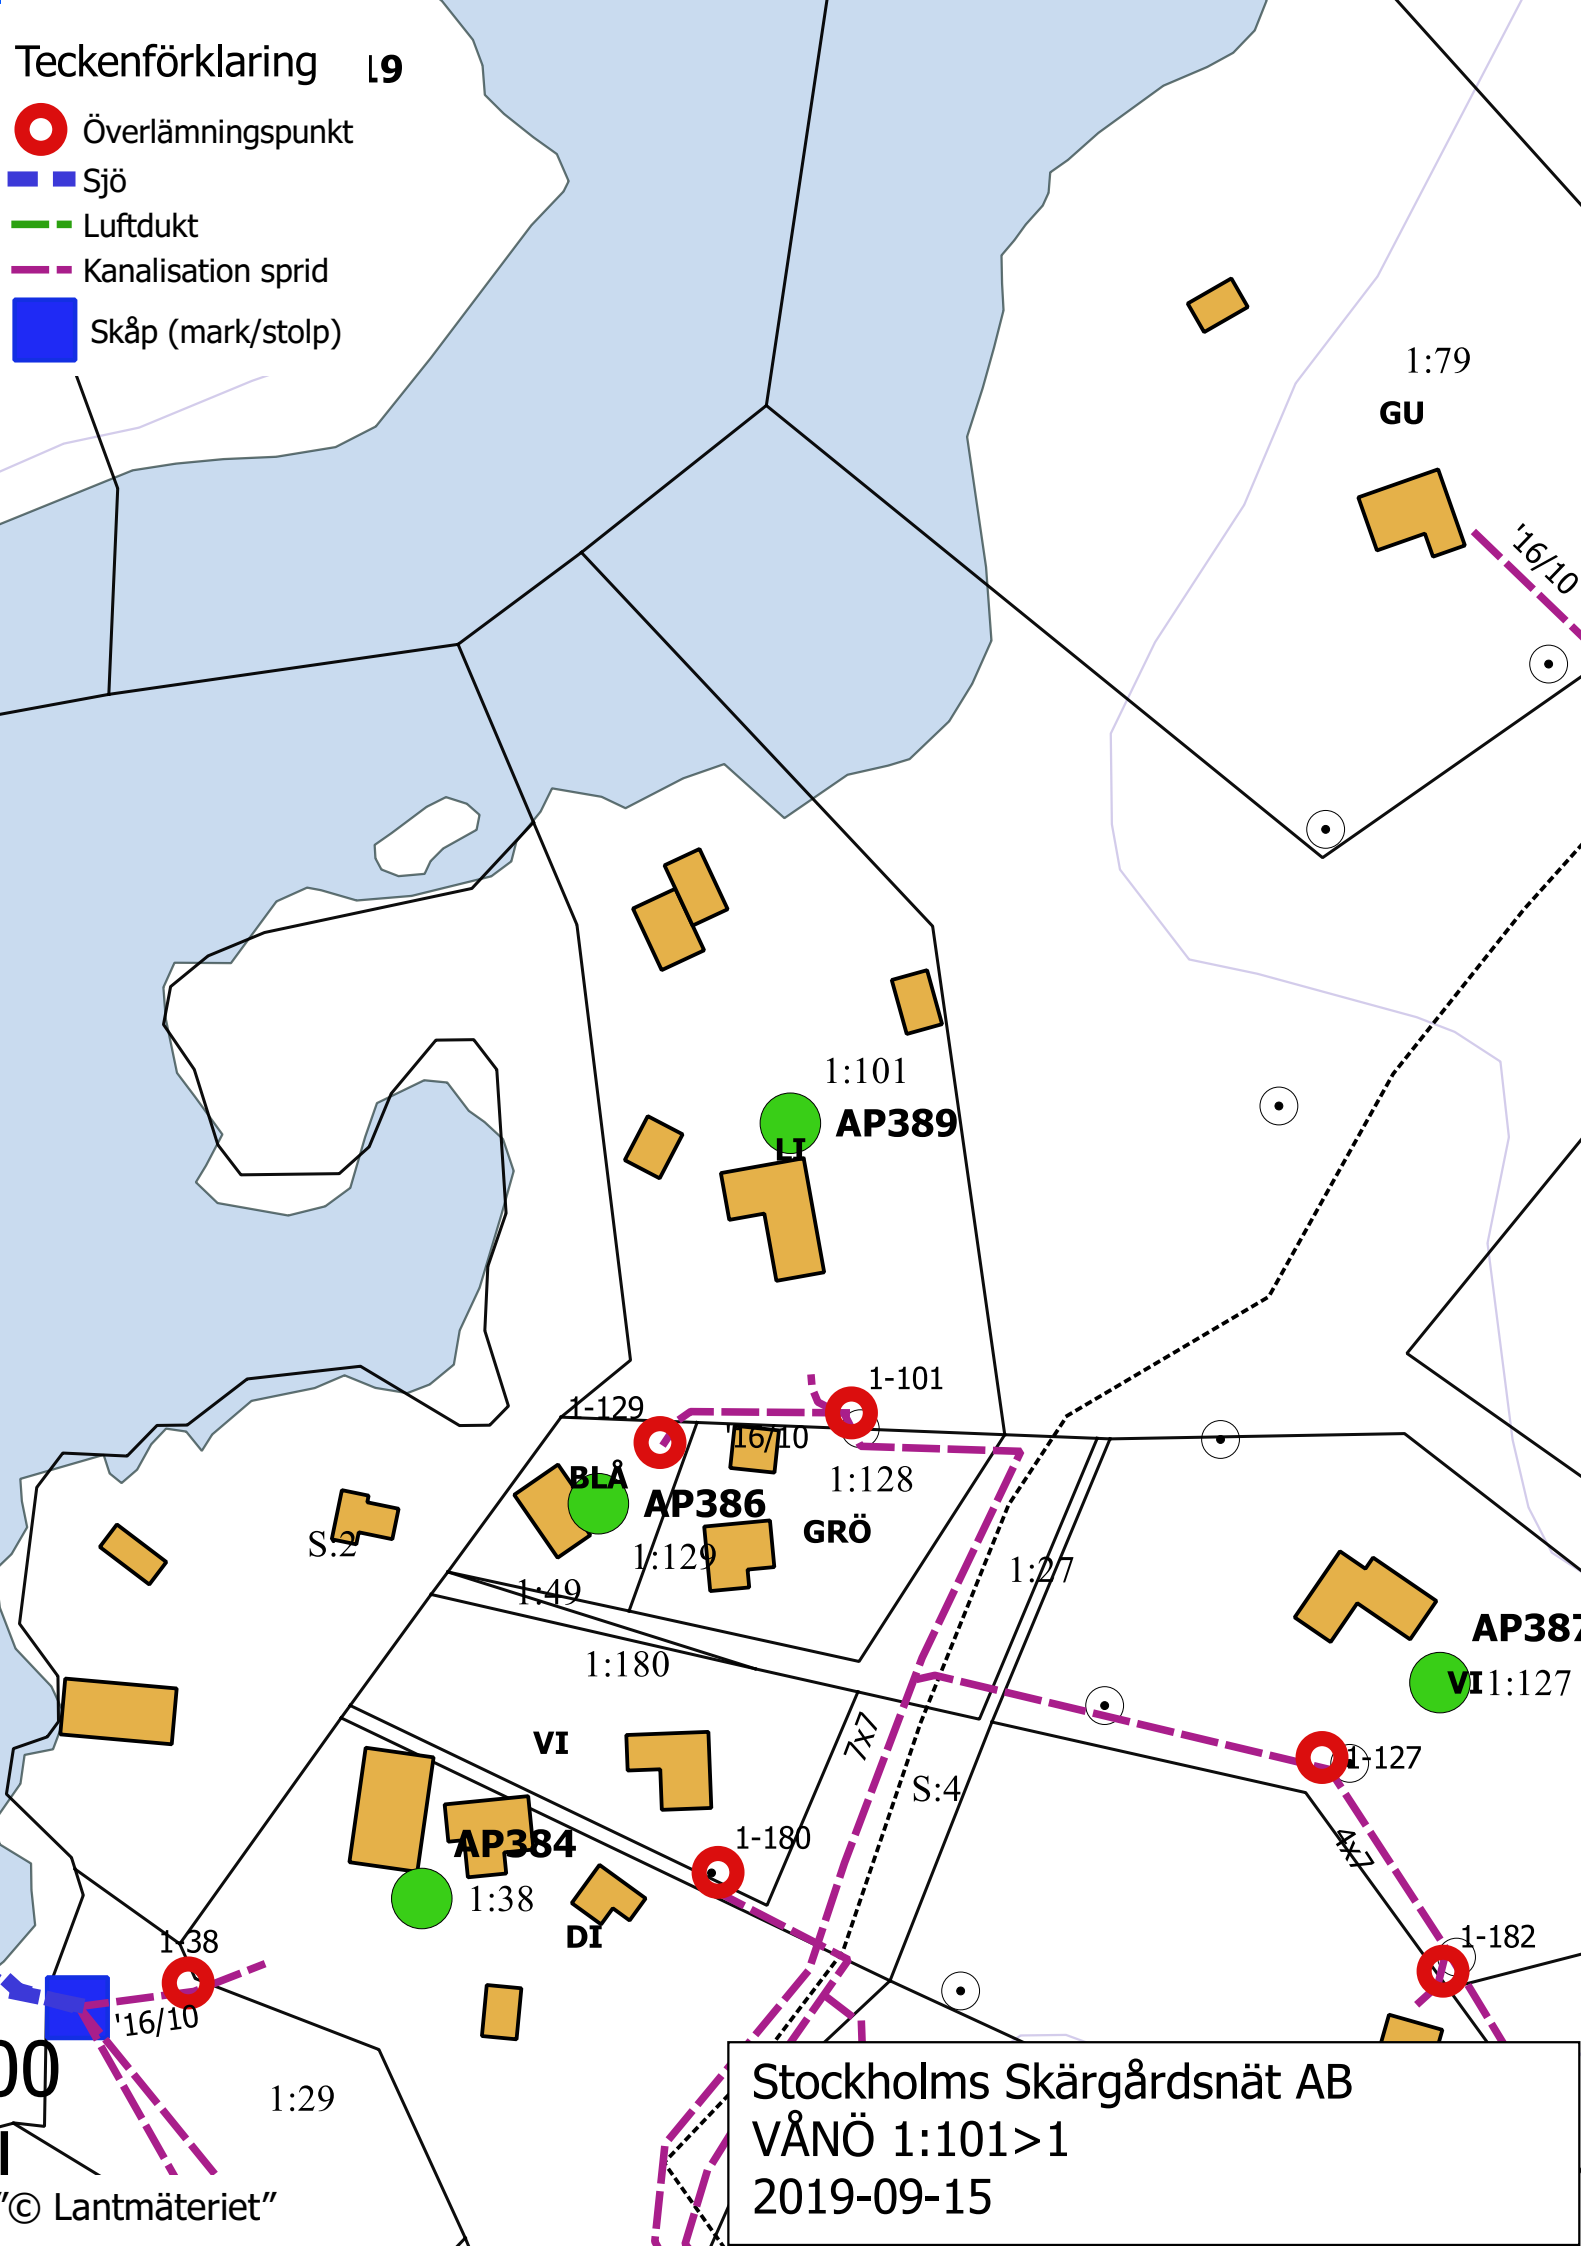 Teckenförklaring
19
Överlämningspunkt
Sjö
Luftdukt
Kanalisation sprid
Skåp (mark/stolp)
1:79
GU
'16/10
1:101
AP389
LI
1-101
1-129
'16/10
1:128
BLÅ
AP386
GRÖ
S:2
1:129
1:27
1:49
AP387
1:180
VI
1:127
VI
7x7
1-127
S:4
1-180
4x7
AP384
1:38
DI
1-38
1-182
'16/10
00
1:29
Stockholms Skärgårdsnät AB
VÅNÖ 1:101>1
2019-09-15
"© Lantmäteriet"